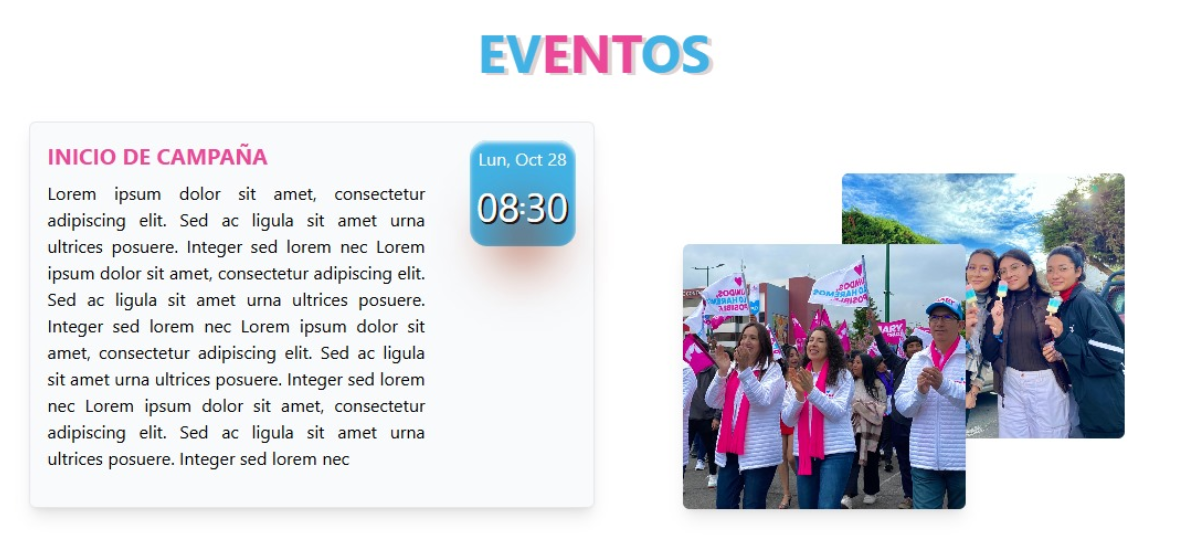 EVENTOS
INICIO DE CAMPAÑA
Lun, Oct 28
08:30
Lorem ipsum dolor sit amet, consectetur
adipiscing elit. Sed ac ligula sit amet urna
ultrices posuere. Integer sed lorem nec Lorem
ipsum dolor sit amet, consectetur adipiscing elit.
Sed ac ligula sit amet urna ultrices posuere.
Integer sed lorem nec Lorem ipsum dolor sit
amet, consectetur adipiscing elit. Sed ac ligula
sit amet urna ultrices posuere. Integer sed lorem
nec Lorem ipsum dolor sit amet, consectetur
adipiscing elit. Sed ac ligula sit amet urna
ultrices posuere. Integer sed lorem nec
UNIDOS
LO HAREMOS
POSIBLE